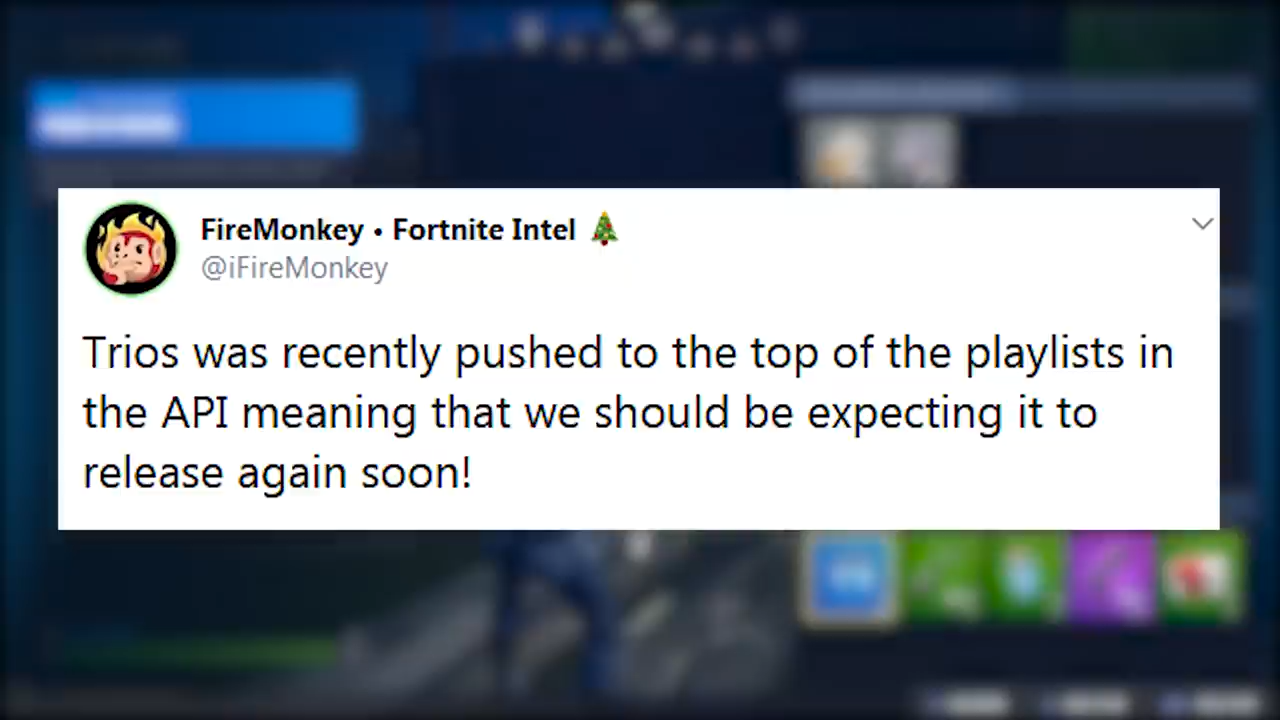 FireMonkey • Fortnite Intel 🎄
@iFireMonkey
Trios was recently pushed to the top of the playlists in
the API meaning that we should be expecting it to
release again soon!